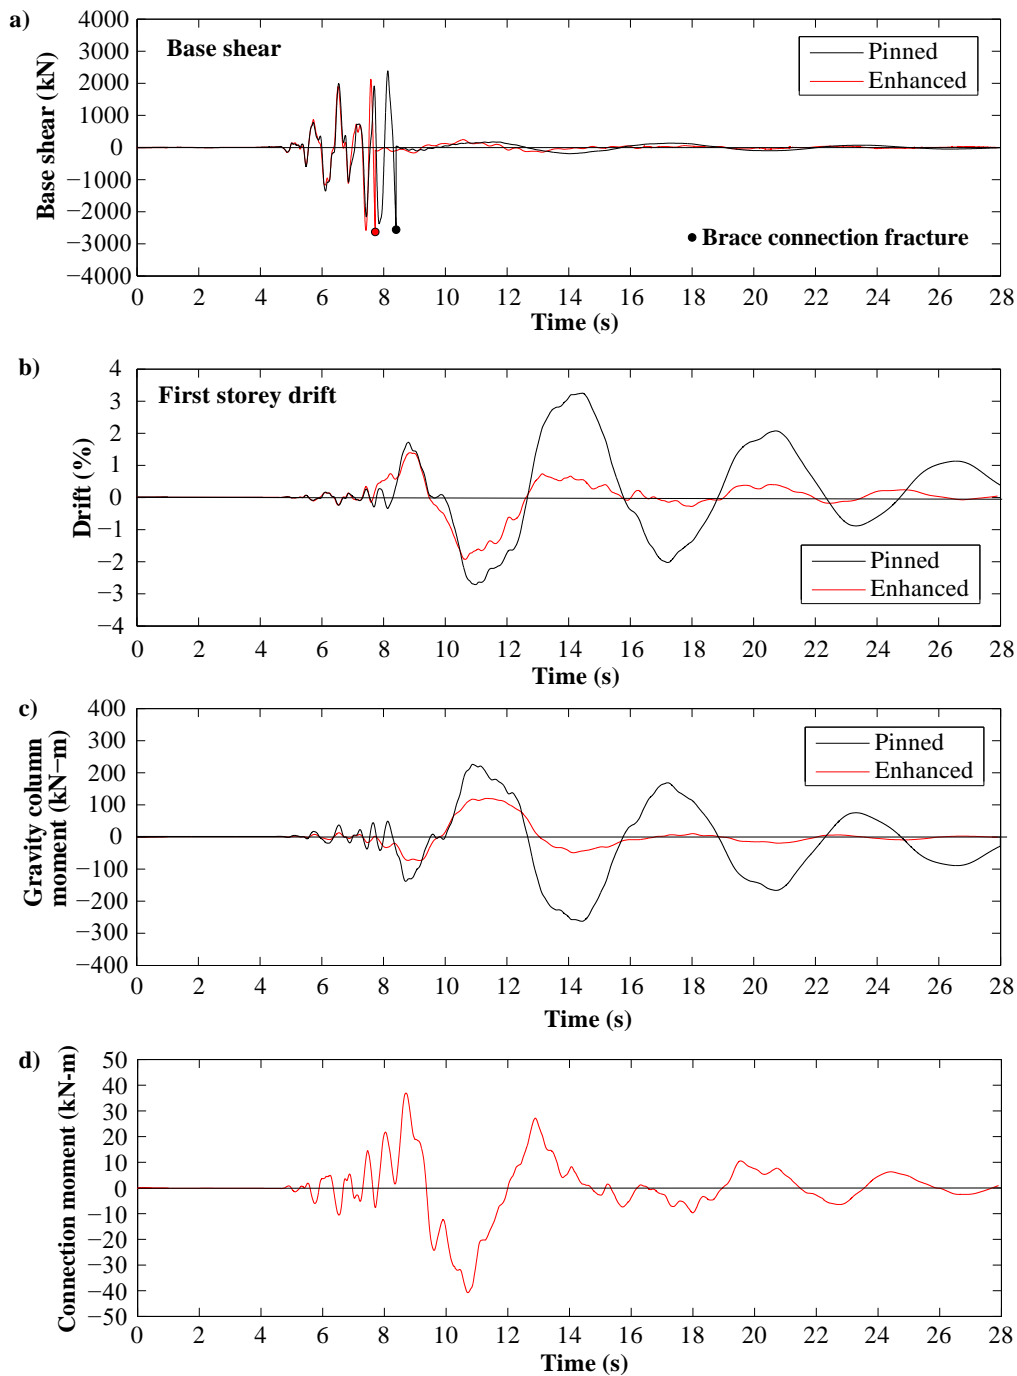 a)
Base shear
Pinned
Enhanced
Base shear (kN)
4000
3000
2000
1000
0
−1000
−2000
−3000
−4000
Brace connection fracture
0 2 4 6 8 10 12 14 16 18 20 22 24 26 28
Time (s)
b)
First storey drift
Drift (%)
4
3
2
1
0
−1
−2
−3
−4
Pinned
Enhanced
0 2 4 6 8 10 12 14 16 18 20 22 24 26 28
Time (s)
c)
Gravity column
moment (kN−m)
400
300
200
100
0
−100
−200
−300
−400
Pinned
Enhanced
0 2 4 6 8 10 12 14 16 18 20 22 24 26 28
Time (s)
d)
Connection moment (kN-m)
50
40
30
20
10
0
−10
−20
−30
−40
−50
0 2 4 6 8 10 12 14 16 18 20 22 24 26 28
Time (s)